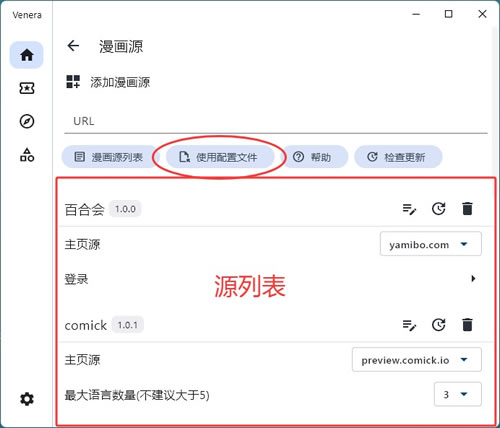 Venera
漫画源
添加漫画源
URL
漫画源列表 使用配置文件 帮助 检查更新
百合会 1.0.0
主页源 yamibo.com
登录
源列表
comick 1.0.1
主页源 preview.comick.io
最大语言数量(不建议大于5) 3